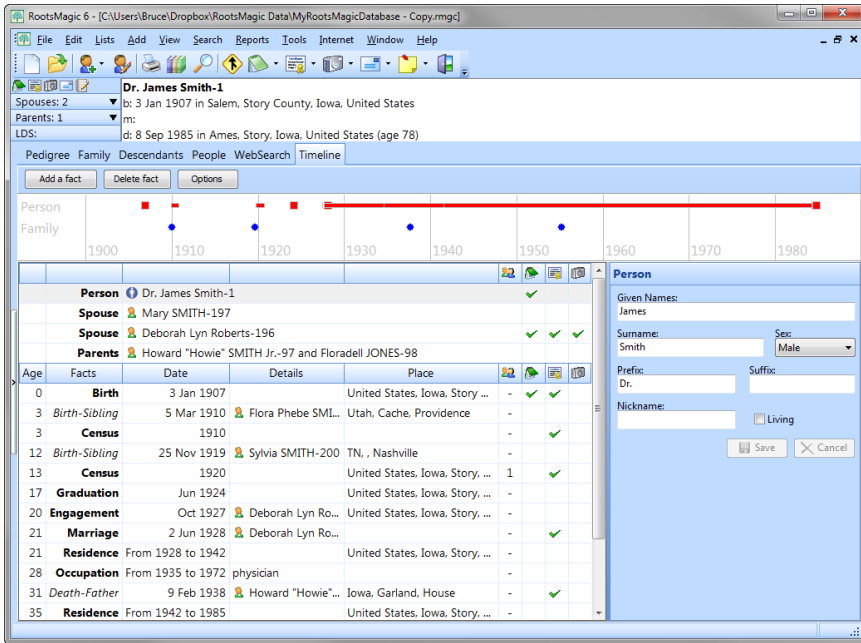 RootsMagic 6 - [C:\Users\Bruce\Dropbox\RootsMagic Data\MyRootsMagicDatabase - Copy.rmgc]
File Edit Lists Add View Search Reports Tools Internet Window Help
Dr. James Smith-1
Spouses: 2 b: 3 Jan 1907 in Salem, Story County, Iowa, United States
Parents: 1 m:
LDS: d: 8 Sep 1985 in Ames, Story, Iowa, United States (age 78)
Pedigree Family Descendants People WebSearch Timeline
Add a fact Delete fact Options
Person
Family
1900 1910 1920 1930 1940 1950 1960 1970 1980
Person Dr. James Smith-1
Spouse Mary SMITH-197
Spouse Deborah Lyn Roberts-196
Parents Howard "Howie" SMITH Jr.-97 and Floradell JONES-98
Age Facts Date Details Place
0 Birth 3 Jan 1907 United States, Iowa, Story ... -
3 Birth-Sibling 5 Mar 1910 Flora Phebe SMI... Utah, Cache, Providence -
3 Census 1910 -
12 Birth-Sibling 25 Nov 1919 Sylvia SMITH-200 TN, , Nashville -
13 Census 1920 United States, Iowa, Story, ... 1
17 Graduation Jun 1924 United States, Iowa, Story, ... -
20 Engagement Oct 1927 Deborah Lyn Ro... United States, Iowa, Story, ... -
21 Marriage 2 Jun 1928 Deborah Lyn Ro... -
21 Residence From 1928 to 1942 United States, Iowa, Story, ... -
28 Occupation From 1935 to 1972 physician -
31 Death-Father 9 Feb 1938 Howard "Howie"... Iowa, Garland, House -
35 Residence From 1942 to 1985 United States, Iowa, Story, ... -
Person
Given Names:
James
Surname: Sex:
Smith Male
Prefix: Suffix:
Dr.
Nickname:
Living
Save Cancel